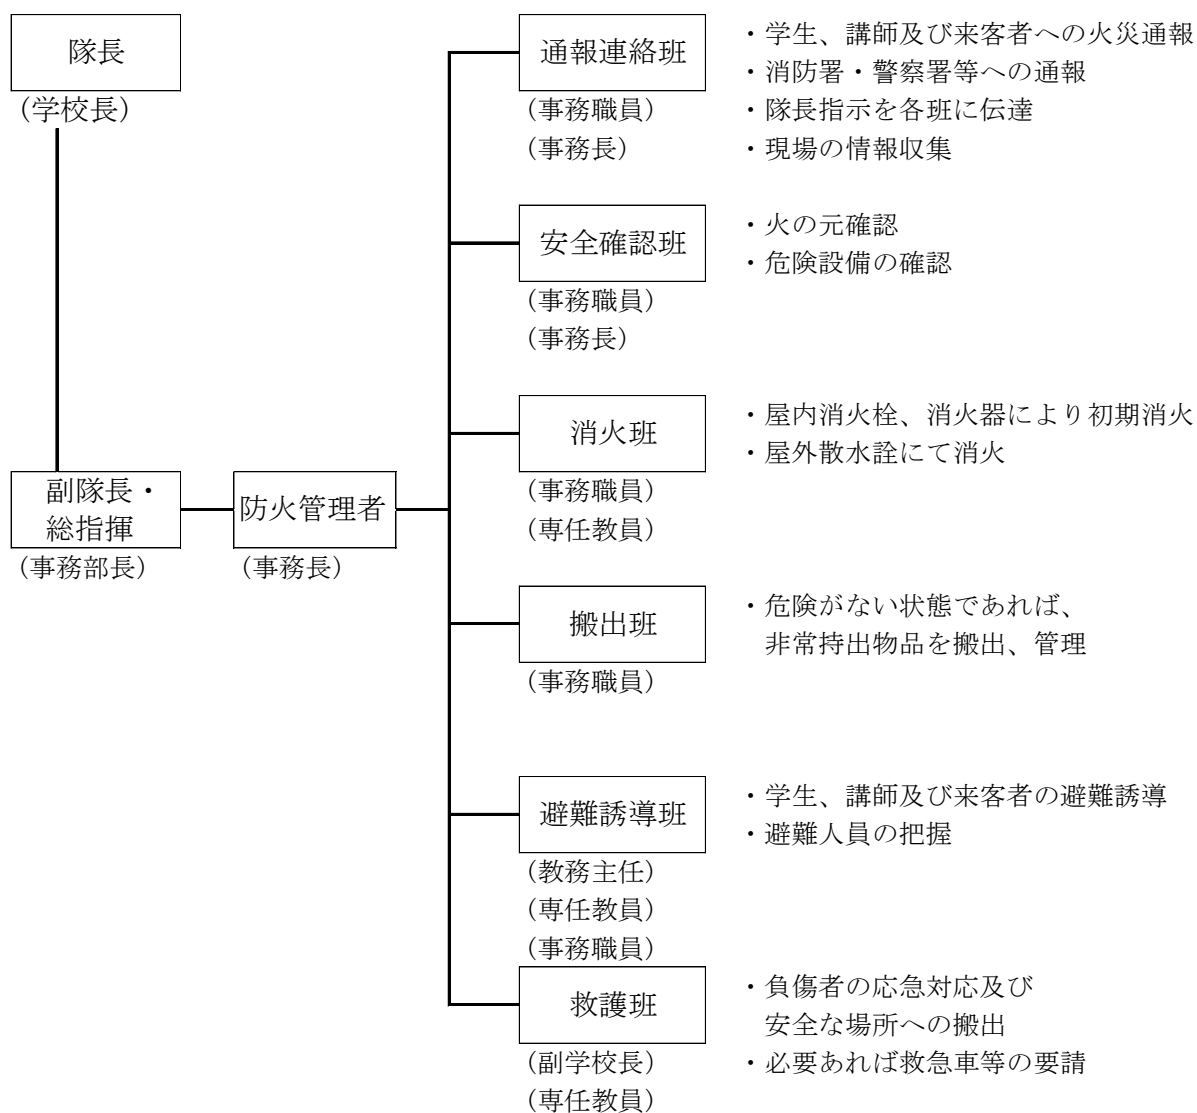 隊長
（学校長）
副隊長・
総指揮
（事務部長）
防火管理者
（事務長）
通報連絡班
（事務職員）
（事務長）
・学生、講師及び来客者への火災通報
・消防署・警察署等への通報
・隊長指示を各班に伝達
・現場の情報収集
安全確認班
（事務職員）
（事務長）
・火の元確認
・危険設備の確認
消火班
（事務職員）
（専任教員）
・屋内消火栓、消火器により初期消火
・屋外散水詮にて消火
搬出班
（事務職員）
・危険がない状態であれば、
非常持出物品を搬出、管理
避難誘導班
（教務主任）
（専任教員）
（事務職員）
・学生、講師及び来客者の避難誘導
・避難人員の把握
救護班
（副学校長）
（専任教員）
・負傷者の応急対応及び
安全な場所への搬出
・必要あれば救急車等の要請